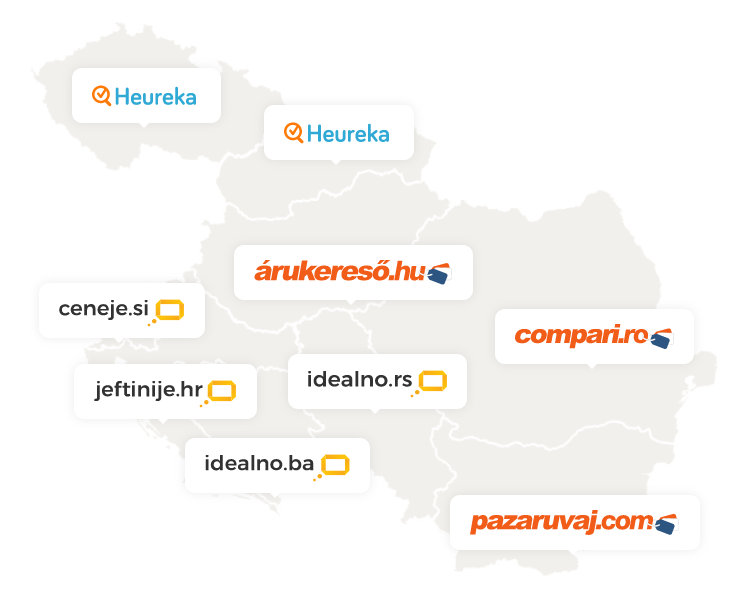 Heureka
Heureka
árukereső.hu
ceneje.si
compari.ro
idealno.rs
jeftinije.hr
idealno.ba
pazaruvaj.com